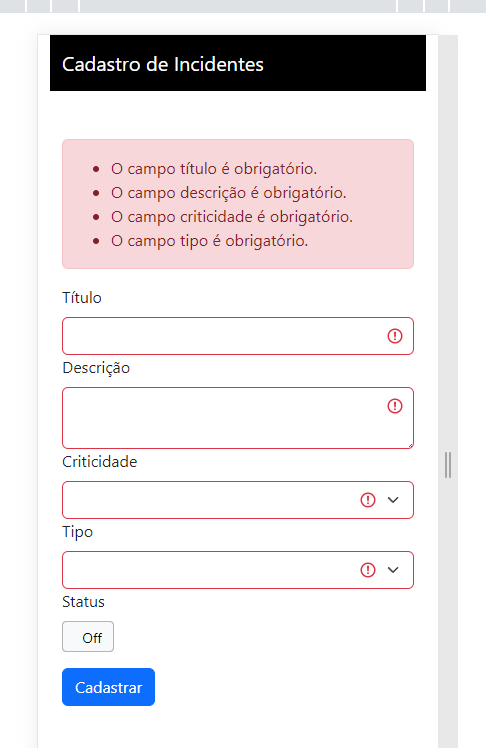 Cadastro de Incidentes
O campo título é obrigatório.
O campo descrição é obrigatório.
O campo criticidade é obrigatório.
O campo tipo é obrigatório.
Título
Descrição
Criticidade
Tipo
Status
Off
Cadastrar